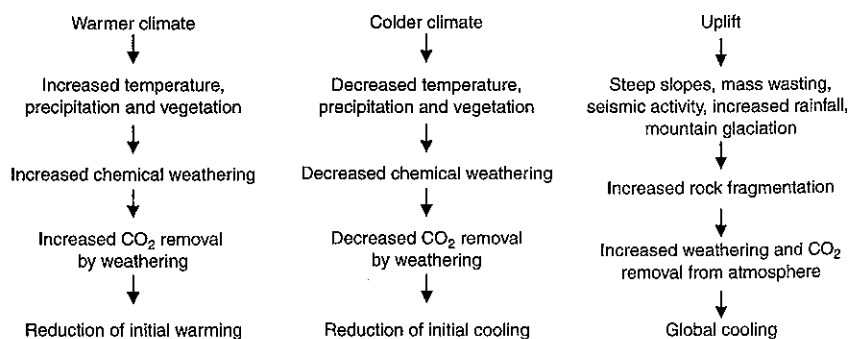 Warmer climate
Increased temperature,
precipitation and vegetation
Increased chemical weathering
Increased CO₂ removal
by weathering
Reduction of initial warming
Colder climate
Decreased temperature,
precipitation and vegetation
Decreased chemical weathering
Decreased CO₂ removal
by weathering
Reduction of initial cooling
Uplift
Steep slopes, mass wasting,
seismic activity, increased rainfall,
mountain glaciation
Increased rock fragmentation
Increased weathering and CO₂
removal from atmosphere
Global cooling